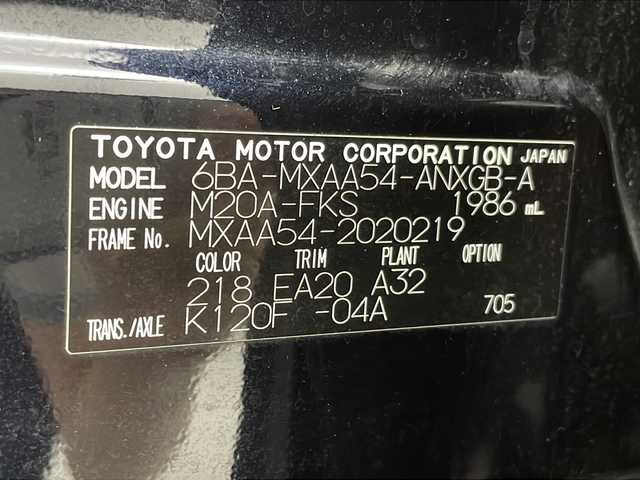 TOYOTA MOTOR CORPORATION JAPAN
MODEL 6BA-MXAA54-ANXGB-A
ENGINE M20A-FKS 1986 mL
FRAME No. MXAA54-2020219
COLOR TRIM PLANT OPTION
218 EA20 A32
TRANS./AXLE K120F -04A 705